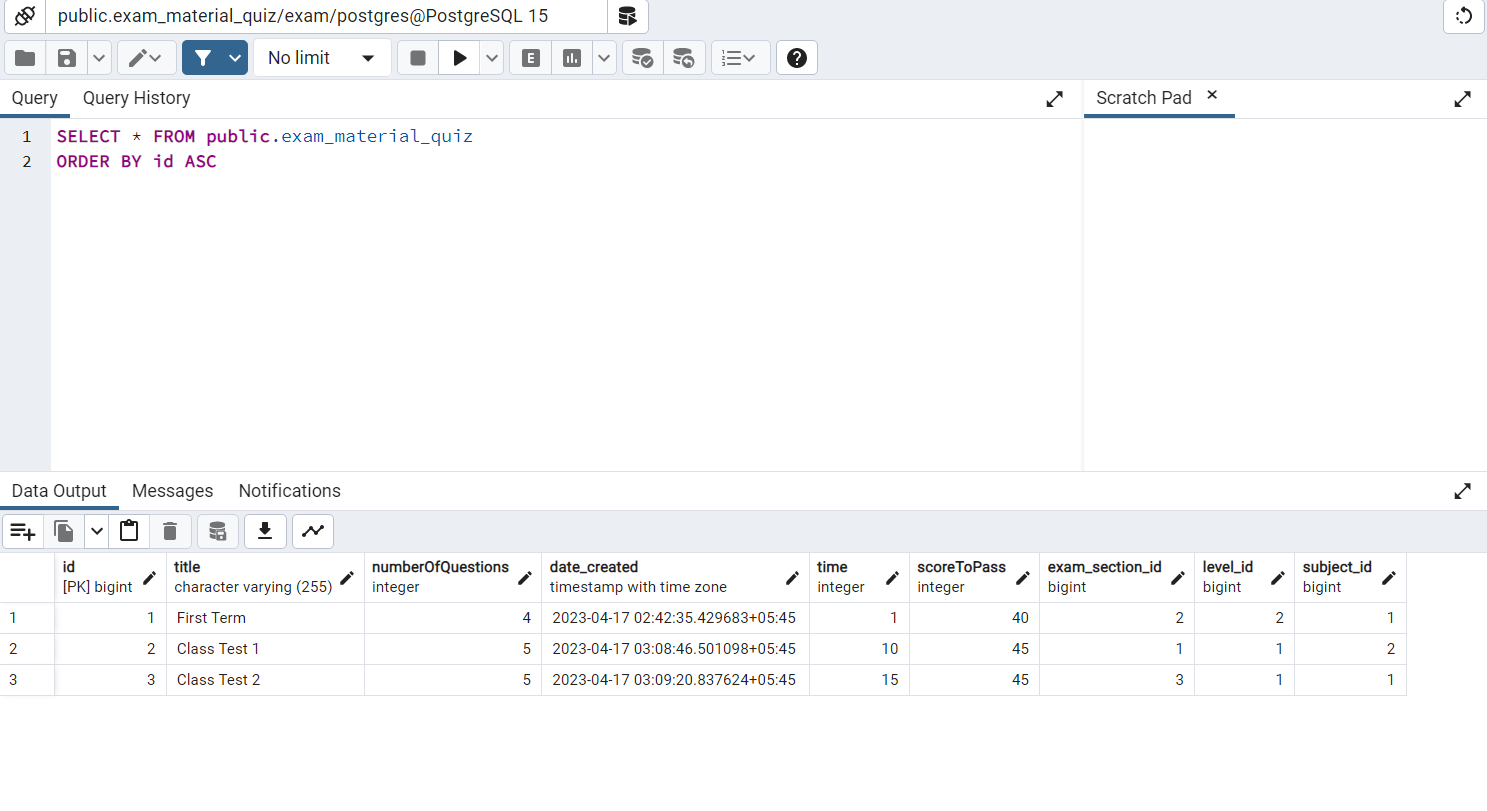 public.exam_material_quiz/exam/postgres@PostgreSQL 15
No limit
E
Query Query History
Scratch Pad ×
1 SELECT * FROM public.exam_material_quiz
2 ORDER BY id ASC
Data Output Messages Notifications
id title numberOfQuestions date_created time scoreToPass exam_section_id level_id subject_id
[PK] bigint character varying (255) integer timestamp with time zone integer integer bigint bigint bigint
1 1 First Term 4 2023-04-17 02:42:35.429683+05:45 1 40 2 2 1
2 2 Class Test 1 5 2023-04-17 03:08:46.501098+05:45 10 45 1 1 2
3 3 Class Test 2 5 2023-04-17 03:09:20.837624+05:45 15 45 3 1 1